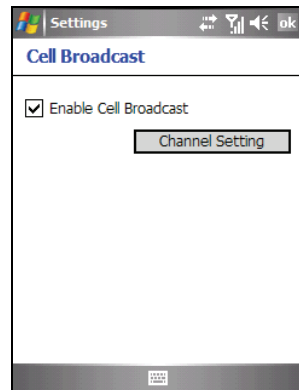 Settings
ok
Cell Broadcast
Enable Cell Broadcast
Channel Setting